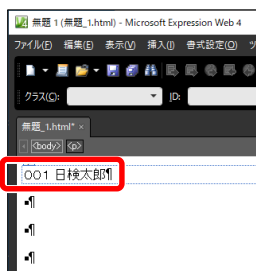 無題 1 (無題_1.html) - Microsoft Expression Web 4
ファイル(F) 編集(E) 表示(V) 挿入(I) 書式設定(O) ツ
クラス(C): ID:
無題_1.html* ×
<body> <p>
001 日検太郎¶
¶
¶
¶